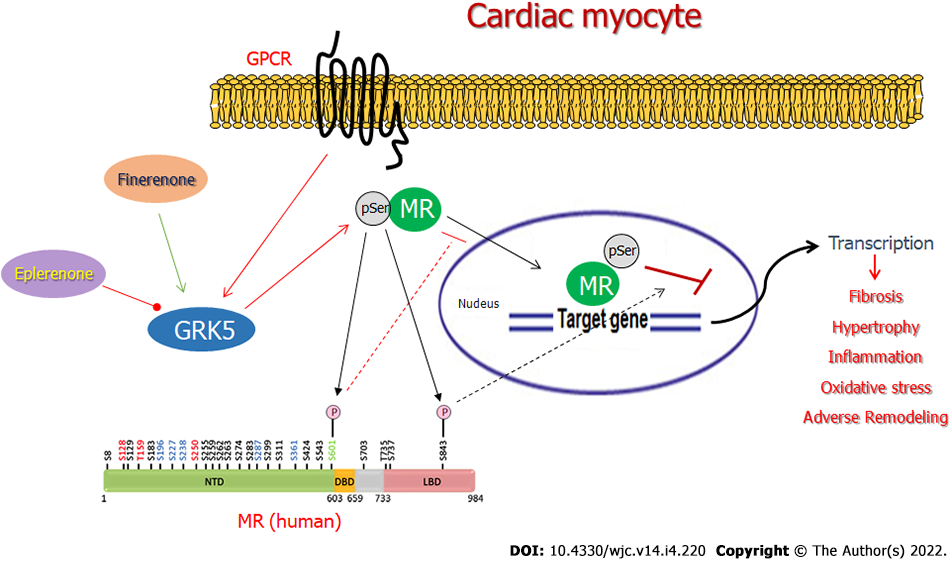 Cardiac myocyte
GPCR
Finerenone
pSer
MR
Eplerenone
GRK5
pSer
MR
Nudeus
Target gene
Transcription
Fibrosis
Hypertrophy
Inflammation
Oxidative stress
Adverse Remodeling
P
P
S8
S128
S129
T159
S183
S196
S227
S238
S250
S255
S259
S262
S263
S274
S283
S287
S299
S311
S361
S424
S543
S601
S703
T735
S737
S843
NTD
DBD
LBD
1
603
659
733
984
MR (human)
DOI: 10.4330/wjc.v14.i4.220 Copyright © The Author(s) 2022.